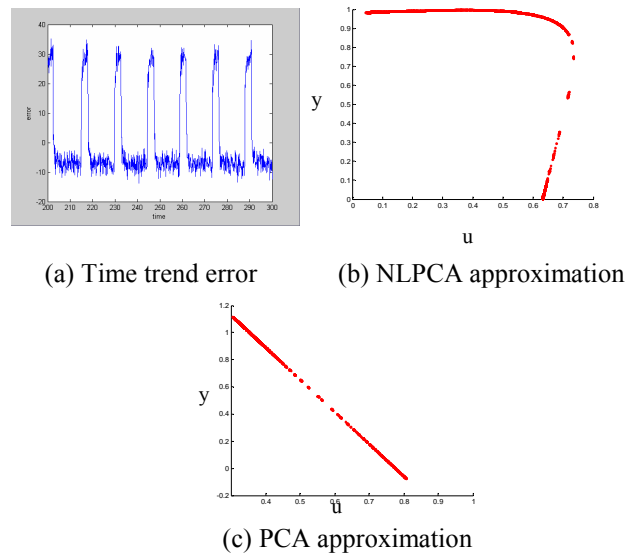 40
30
20
10
0
-10
-20
error
200 210 220 230 240 250 260 270 280 290 300
time
1
0.9
0.8
0.7
0.6
0.5
0.4
0.3
0.2
0.1
0
y
0 0.1 0.2 0.3 0.4 0.5 0.6 0.7 0.8
u
(a) Time trend error
(b) NLPCA approximation
1.2
1
0.8
0.6
0.4
0.2
0
-0.2
y
0.4 0.5 0.6 0.7 0.8 0.9 1
u
(c) PCA approximation